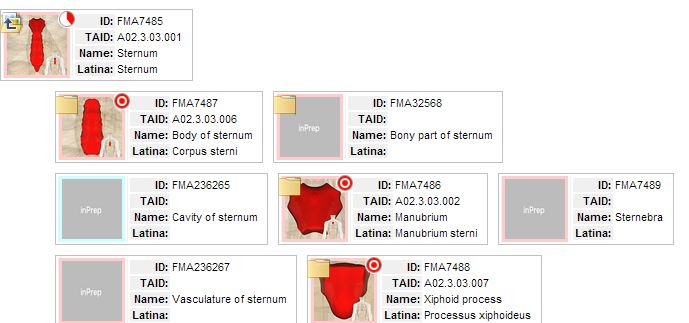 ID: FMA7485
TAID: A02.3.03.001
Name: Sternum
Latina: Sternum
ID: FMA7487
TAID: A02.3.03.006
Name: Body of sternum
Latina: Corpus sterni
inPrep
ID: FMA32568
TAID:
Name: Bony part of sternum
Latina:
inPrep
ID: FMA236265
TAID:
Name: Cavity of sternum
Latina:
ID: FMA7486
TAID: A02.3.03.002
Name: Manubrium
Latina: Manubrium sterni
inPrep
ID: FMA7489
TAID:
Name: Sternebra
Latina:
inPrep
ID: FMA236267
TAID:
Name: Vasculature of sternum
Latina:
ID: FMA7488
TAID: A02.3.03.007
Name: Xiphoid process
Latina: Processus xiphoideus